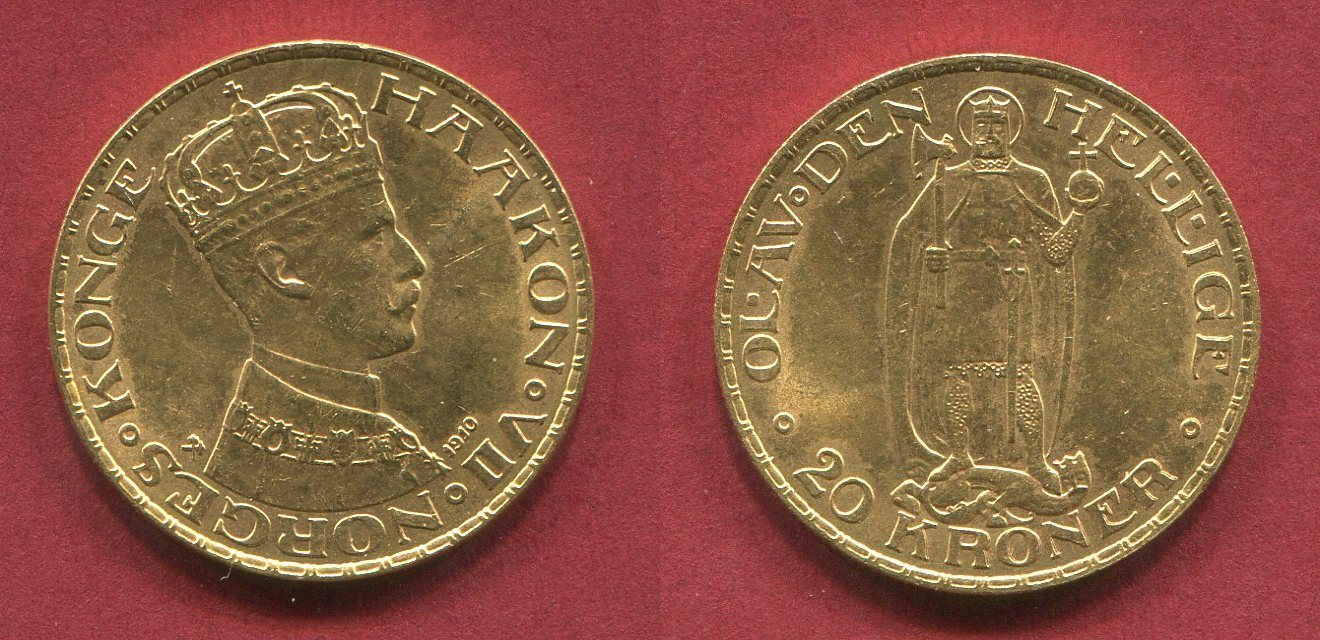 HAAKON · VII · NORGES · KONGE
1910
OLAV · DEN HELLIGE
20 KRONER